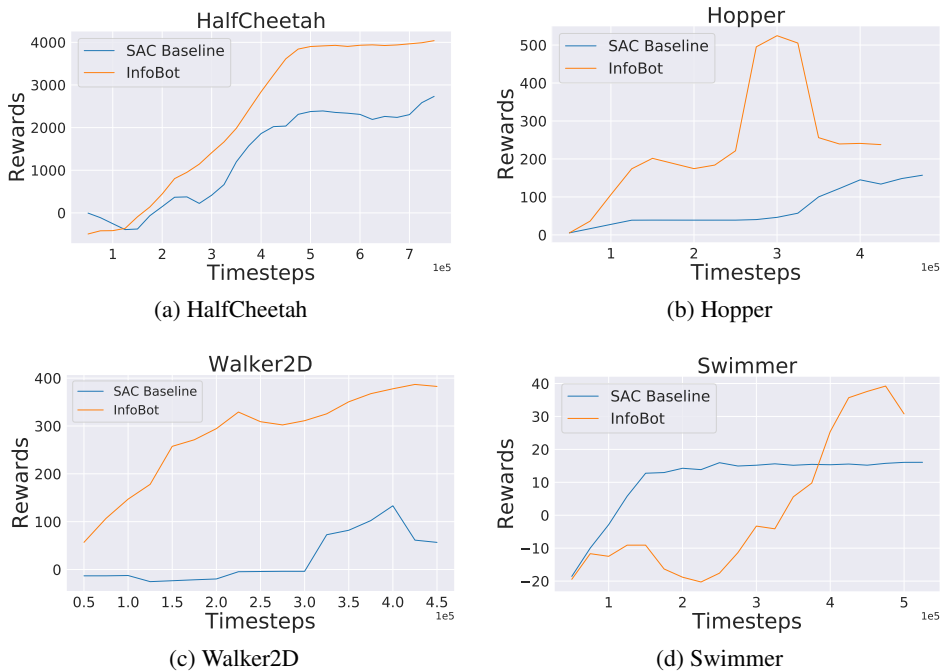 HalfCheetah
SAC Baseline
InfoBot
Rewards
4000
3000
2000
1000
0
1 2 3 4 5 6 7
1e5
Timesteps
(a) HalfCheetah
Hopper
SAC Baseline
InfoBot
Rewards
500
400
300
200
100
0
1 2 3 4
1e5
Timesteps
(b) Hopper
Walker2D
SAC Baseline
InfoBot
Rewards
400
300
200
100
0
0.5 1.0 1.5 2.0 2.5 3.0 3.5 4.0 4.5
1e5
Timesteps
(c) Walker2D
Swimmer
SAC Baseline
InfoBot
Rewards
40
30
20
10
0
−10
−20
1 2 3 4 5
1e5
Timesteps
(d) Swimmer